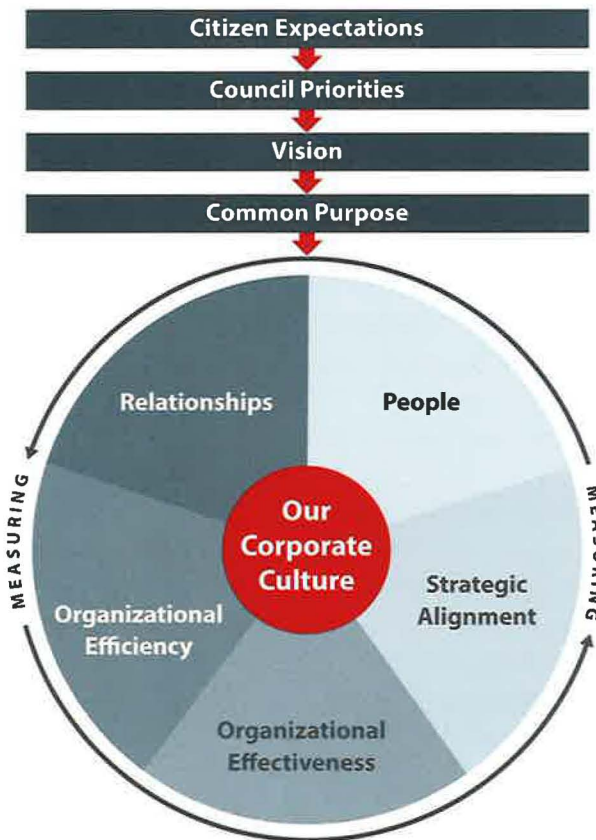 Citizen Expectations
Council Priorities
Vision
Common Purpose
Relationships
People
MEASURING
Our
Corporate
Culture
MEASURING
Organizational
Efficiency
Strategic
Alignment
Organizational
Effectiveness